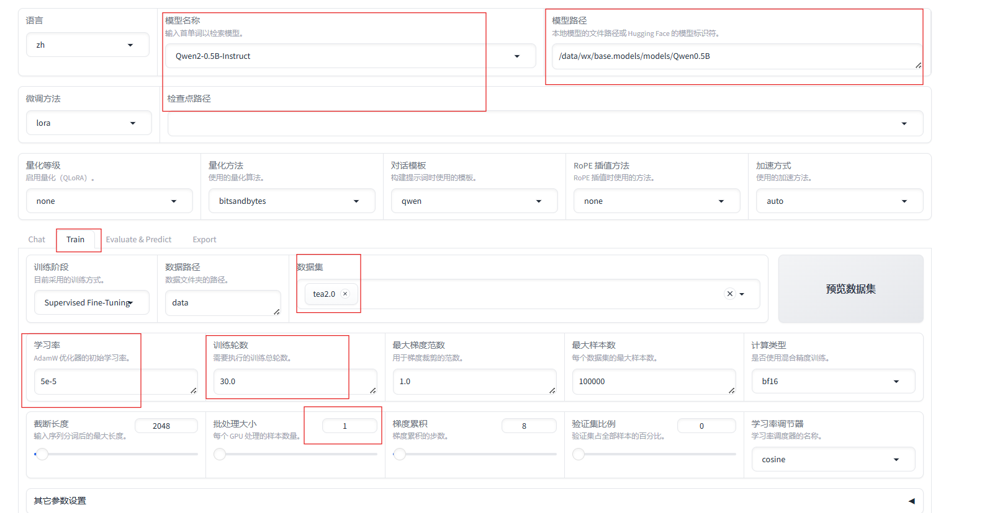 语言
zh
模型名称
输入首单词以检索模型。
Qwen2-0.5B-Instruct
模型路径
本地模型的文件路径或 Hugging Face 的模型标识符。
/data/wx/base.models/models/Qwen0.5B
微调方法
lora
检查点路径
量化等级
启用量化（QLoRA）。
none
量化方法
使用的量化算法。
bitsandbytes
对话模板
构建提示词时使用的模板。
qwen
RoPE 插值方法
RoPE 插值时使用的方法。
none
加速方式
使用的加速方法。
auto
Chat
Train
Evaluate & Predict
Export
训练阶段
目前采用的训练方式。
Supervised Fine-Tuning
数据路径
数据文件夹的路径。
data
数据集
tea2.0
预览数据集
学习率
AdamW 优化器的初始学习率。
5e-5
训练轮数
需要执行的训练总轮数。
30.0
最大梯度范数
用于梯度裁剪的范数。
1.0
最大样本数
每个数据集的最大样本数。
100000
计算类型
是否使用混合精度训练。
bf16
截断长度
输入序列分词后的最大长度。
2048
批处理大小
每个 GPU 处理的样本数量。
1
梯度累积
梯度累积的步数。
8
验证集比例
验证集占全部样本的百分比。
0
学习率调节器
学习率调度器的名称。
cosine
其它参数设置